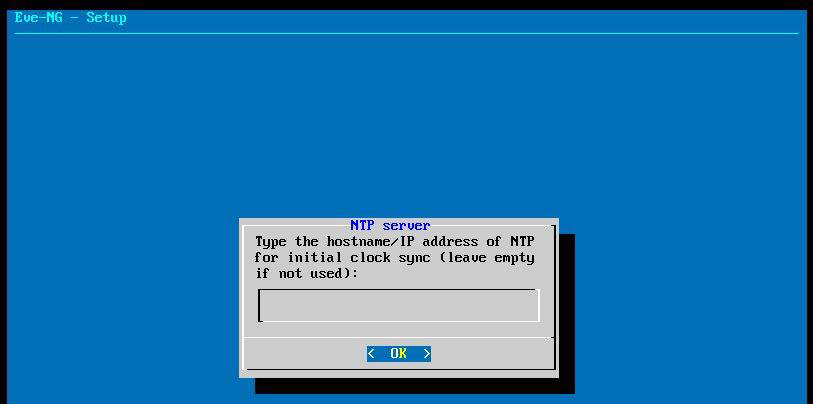 Eve-NG - Setup
NTP server
Type the hostname/IP address of NTP
for initial clock sync (leave empty
if not used):
< OK >